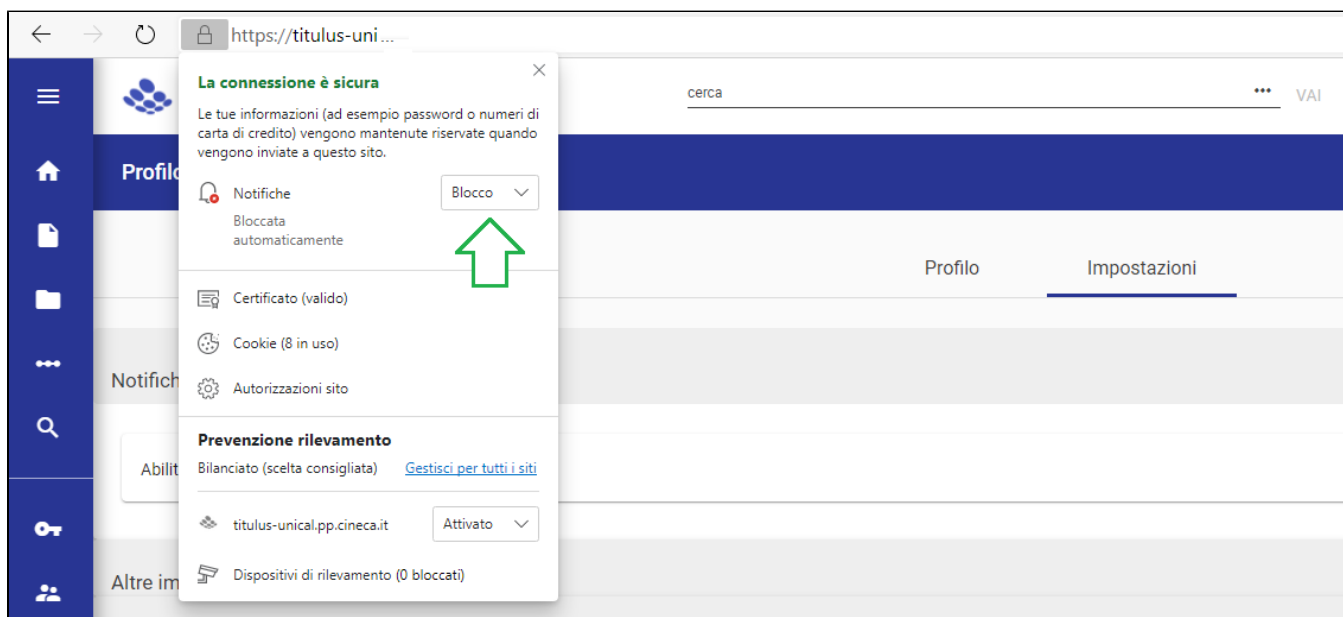 https://titulus-uni...
La connessione è sicura
Le tue informazioni (ad esempio password o numeri di
carta di credito) vengono mantenute riservate quando
vengono inviate a questo sito.
Notifiche
Blocco
Bloccata
automaticamente
Certificato (valido)
Cookie (8 in uso)
Autorizzazioni sito
Prevenzione rilevamento
Bilanciato (scelta consigliata) Gestisci per tutti i siti
titulus-unical.pp.cineca.it
Attivato
Dispositivi di rilevamento (0 bloccati)
cerca
VAI
Profilo
Profilo
Impostazioni
Notifich
Abilit
Altre im